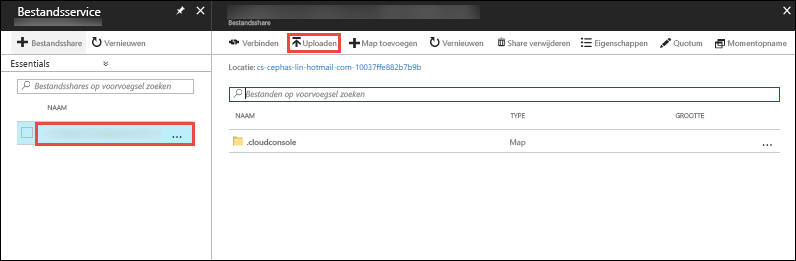 Bestandsservice
Bestandsshare
Bestandsshare Vernieuwen
Verbinden Uploaden Map toevoegen Vernieuwen Share verwijderen Eigenschappen Quotum Momentopname
Essentials
Locatie: cs-cephas-lin-hotmail-com-10037ffe882b7b9b
Bestandsshares op voorvoegsel zoeken
Bestanden op voorvoegsel zoeken
NAAM
NAAM TYPE GROOTTE
...
.cloudconsole Map ...